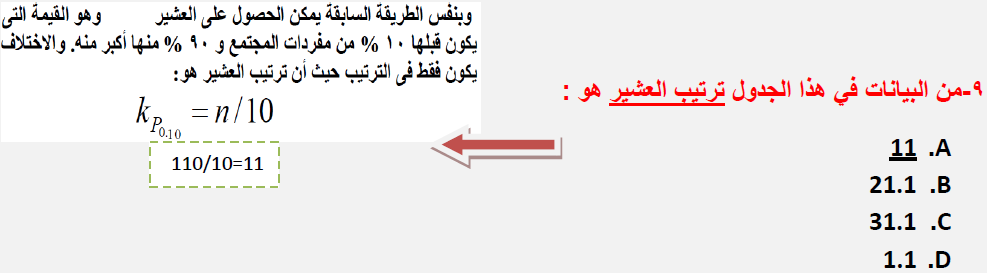 وبنفس الطريقة السابقة يمكن الحصول على العشير وهو القيمة التى
يكون قبلها ١٠ % من مفردات المجتمع و ٩٠ % منها أكبر منه. والاختلاف
يكون فقط فى الترتيب حيث أن ترتيب العشير هو:
k_{P_{0.10}} = n/10
110/10=11
٩-من البيانات في هذا الجدول ترتيب العشير هو :
11 .A
21.1 .B
31.1 .C
1.1 .D